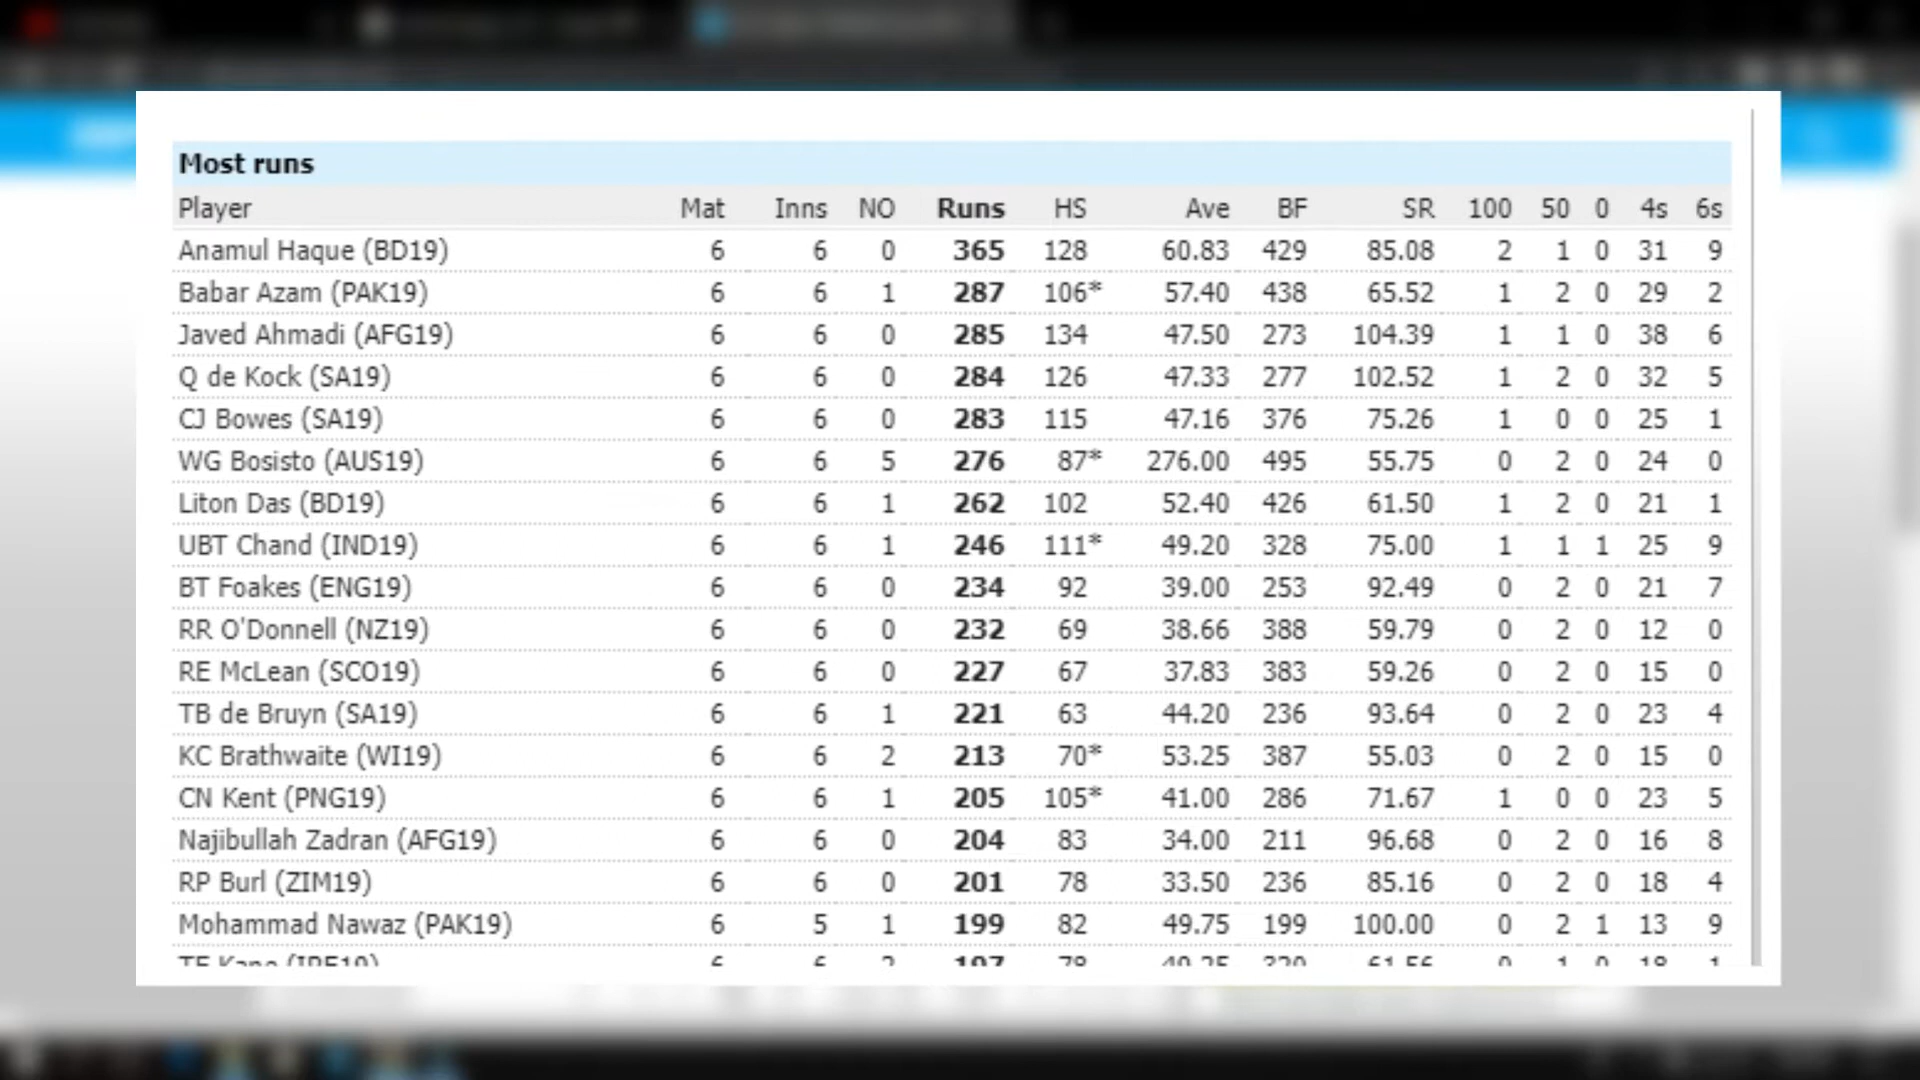 Most runs
Player Mat Inns NO Runs HS Ave BF SR 100 50 0 4s 6s
Anamul Haque (BD19) 6 6 0 365 128 60.83 429 85.08 2 1 0 31 9
Babar Azam (PAK19) 6 6 1 287 106* 57.40 438 65.52 1 2 0 29 2
Javed Ahmadi (AFG19) 6 6 0 285 134 47.50 273 104.39 1 1 0 38 6
Q de Kock (SA19) 6 6 0 284 126 47.33 277 102.52 1 2 0 32 5
CJ Bowes (SA19) 6 6 0 283 115 47.16 376 75.26 1 0 0 25 1
WG Bosisto (AUS19) 6 6 5 276 87* 276.00 495 55.75 0 2 0 24 0
Liton Das (BD19) 6 6 1 262 102 52.40 426 61.50 1 2 0 21 1
UBT Chand (IND19) 6 6 1 246 111* 49.20 328 75.00 1 1 1 25 9
BT Foakes (ENG19) 6 6 0 234 92 39.00 253 92.49 0 2 0 21 7
RR O'Donnell (NZ19) 6 6 0 232 69 38.66 388 59.79 0 2 0 12 0
RE McLean (SCO19) 6 6 0 227 67 37.83 383 59.26 0 2 0 15 0
TB de Bruyn (SA19) 6 6 1 221 63 44.20 236 93.64 0 2 0 23 4
KC Brathwaite (WI19) 6 6 2 213 70* 53.25 387 55.03 0 2 0 15 0
CN Kent (PNG19) 6 6 1 205 105* 41.00 286 71.67 1 0 0 23 5
Najibullah Zadran (AFG19) 6 6 0 204 83 34.00 211 96.68 0 2 0 16 8
RP Burl (ZIM19) 6 6 0 201 78 33.50 236 85.16 0 2 0 18 4
Mohammad Nawaz (PAK19) 6 5 1 199 82 49.75 199 100.00 0 2 1 13 9